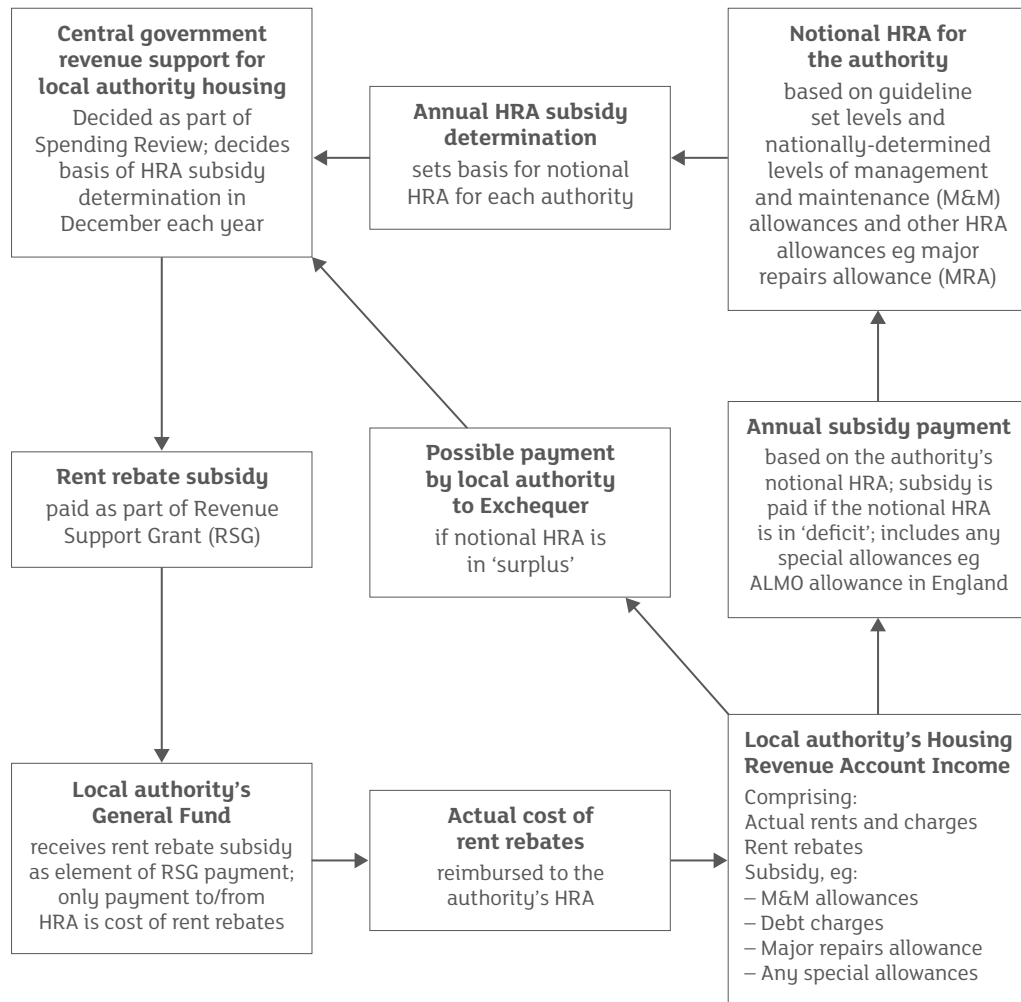 Central government
revenue support for
local authority housing
Decided as part of
Spending Review; decides
basis of HRA subsidy
determination in
December each year
Annual HRA subsidy
determination
sets basis for notional
HRA for each authority
Notional HRA for
the authority
based on guideline
set levels and
nationally-determined
levels of management
and maintenance (M&M)
allowances and other HRA
allowances eg major
repairs allowance (MRA)
Rent rebate subsidy
paid as part of Revenue
Support Grant (RSG)
Possible payment
by local authority
to Exchequer
if notional HRA is
in ‘surplus’
Annual subsidy payment
based on the authority’s
notional HRA; subsidy is
paid if the notional HRA
is in ‘deficit’; includes any
special allowances eg
ALMO allowance in England
Local authority’s
General Fund
receives rent rebate subsidy
as element of RSG payment;
only payment to/from
HRA is cost of rent rebates
Actual cost of
rent rebates
reimbursed to the
authority’s HRA
Local authority’s Housing
Revenue Account Income
Comprising:
Actual rents and charges
Rent rebates
Subsidy, eg:
– M&M allowances
– Debt charges
– Major repairs allowance
– Any special allowances